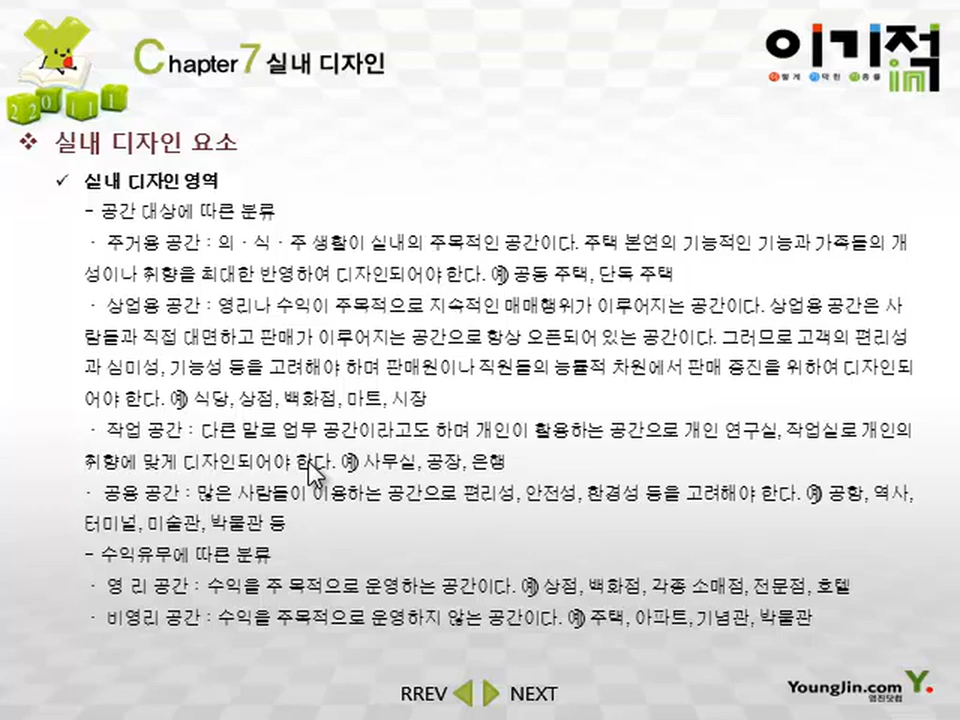 Chapter7 실내 디자인
이기적in
이렇게 기막힌 적중률
2 2 0 1 1 1
❖ 실내 디자인 요소
✓ 실내 디자인 영역
- 공간 대상에 따른 분류
· 주거용 공간 : 의 · 식 · 주 생활이 실내의 주목적인 공간이다. 주택 본연의 기능적인 기능과 가족들의 개
성이나 취향을 최대한 반영하여 디자인되어야 한다. 예 공동 주택, 단독 주택
· 상업용 공간 : 영리나 수익이 주목적으로 지속적인 매매행위가 이루어지는 공간이다. 상업용 공간은 사
람들과 직접 대면하고 판매가 이루어지는 공간으로 항상 오픈되어 있는 공간이다. 그러므로 고객의 편리성
과 심미성, 기능성 등을 고려해야 하며 판매원이나 직원들의 능률적 차원에서 판매 증진을 위하여 디자인되
어야 한다. 예 식당, 상점, 백화점, 마트, 시장
· 작업 공간 : 다른 말로 업무 공간이라고도 하며 개인이 활용하는 공간으로 개인 연구실, 작업실로 개인의
취향에 맞게 디자인되어야 한다. 예 사무실, 공장, 은행
· 공용 공간 : 많은 사람들이 이용하는 공간으로 편리성, 안전성, 환경성 등을 고려해야 한다. 예 공항, 역사,
터미널, 미술관, 박물관 등
- 수익유무에 따른 분류
· 영 리 공간 : 수익을 주 목적으로 운영하는 공간이다. 예 상점, 백화점, 각종 소매점, 전문점, 호텔
· 비영리 공간 : 수익을 주목적으로 운영하지 않는 공간이다. 예 주택, 아파트, 기념관, 박물관
RREV NEXT
YoungJin.com Y.
영진닷컴